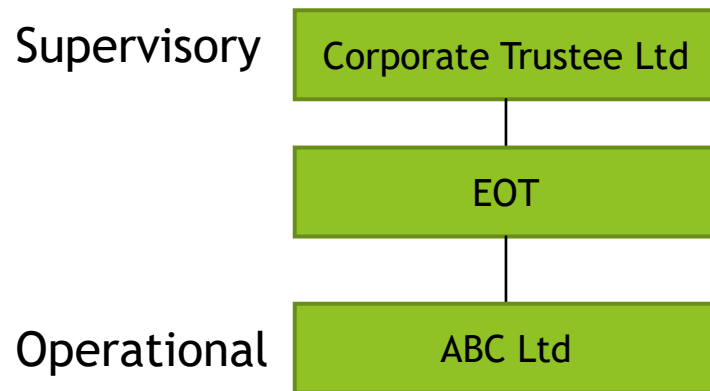 Supervisory
Corporate Trustee Ltd
EOT
Operational
ABC Ltd